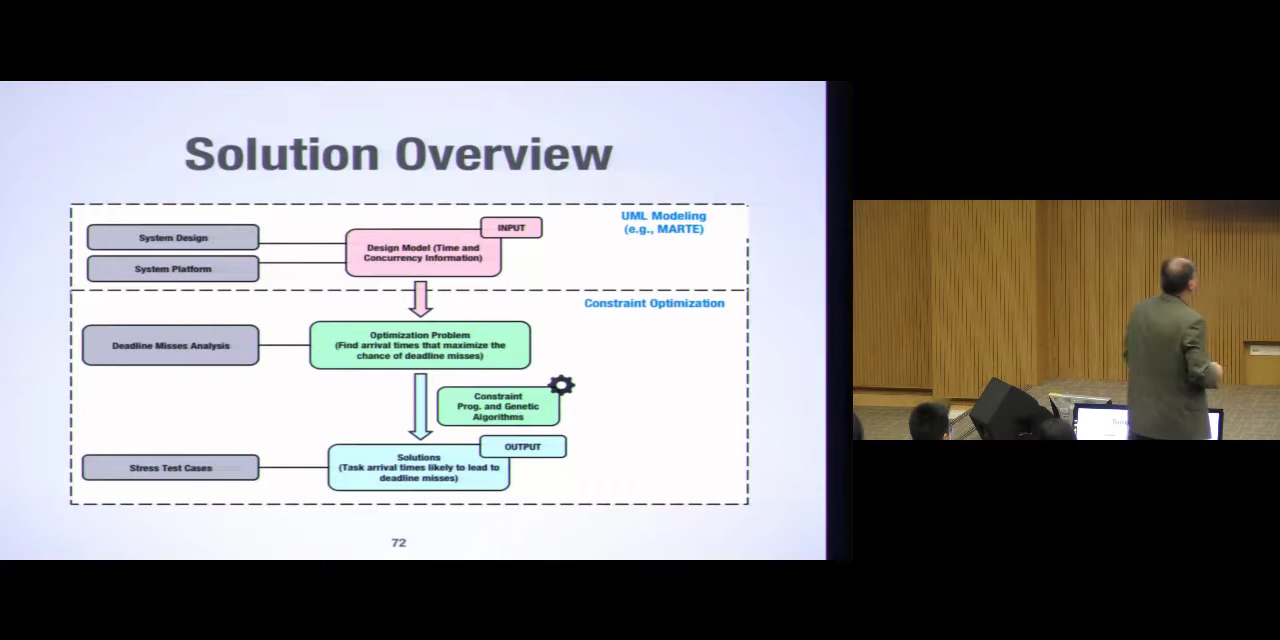 Solution Overview
UML Modeling
(e.g., MARTE)
INPUT
System Design
Design Model (Time and
Concurrency Information)
System Platform
Constraint Optimization
Deadline Misses Analysis
Optimization Problem
(Find arrival times that maximize the
chance of deadline misses)
Constraint
Prog. and Genetic
Algorithms
OUTPUT
Stress Test Cases
Solutions
(Task arrival times likely to lead to
deadline misses)
72